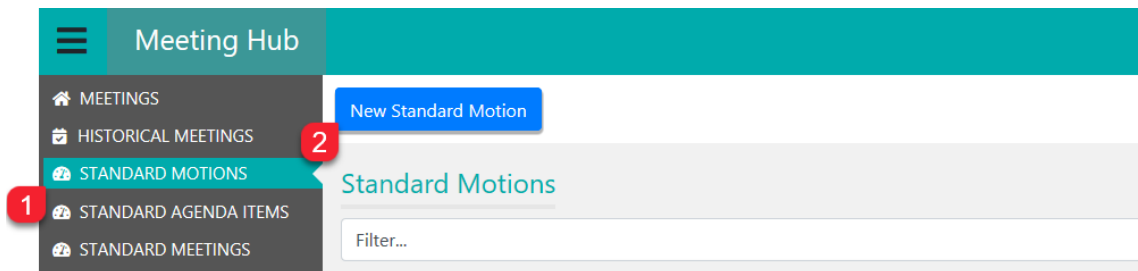 Meeting Hub
MEETINGS
HISTORICAL MEETINGS
STANDARD MOTIONS
STANDARD AGENDA ITEMS
STANDARD MEETINGS
1
2
New Standard Motion
Standard Motions
Filter...